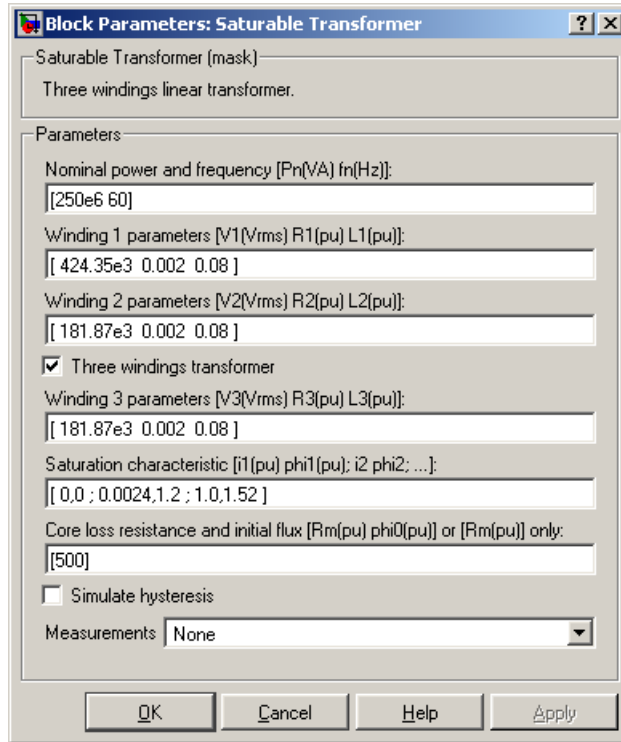 Block Parameters: Saturable Transformer
Saturable Transformer (mask)
Three windings linear transformer.
Parameters
Nominal power and frequency [Pn(VA) fn(Hz)]:
[250e6 60]
Winding 1 parameters [V1(Vrms) R1(pu) L1(pu)]:
[ 424.35e3 0.002 0.08 ]
Winding 2 parameters [V2(Vrms) R2(pu) L2(pu)]:
[ 181.87e3 0.002 0.08 ]
Three windings transformer
Winding 3 parameters [V3(Vrms) R3(pu) L3(pu)]:
[ 181.87e3 0.002 0.08 ]
Saturation characteristic [i1(pu) phi1(pu); i2 phi2; ...]:
[ 0,0 ; 0.0024,1.2 ; 1.0,1.52 ]
Core loss resistance and initial flux [Rm(pu) phi0(pu)] or [Rm(pu)] only:
[500]
Simulate hysteresis
Measurements None
OK Cancel Help Apply